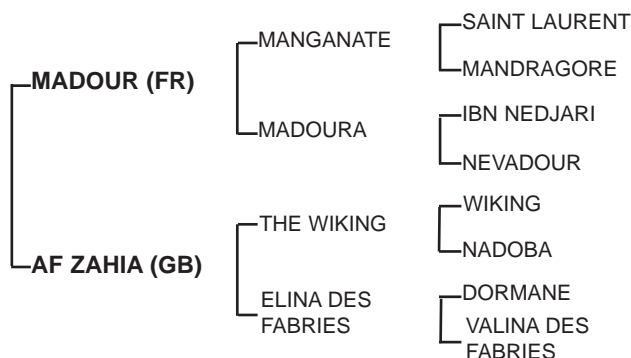 SAINT LAURENT
MANGANATE
MANDRAGORE
MADOUR (FR)
IBN NEDJARI
MADOURA
NEVADOUR
WIKING
THE WIKING
NADOBA
AF ZAHIA (GB)
DORMANE
ELINA DES
FABRIES
VALINA DES
FABRIES